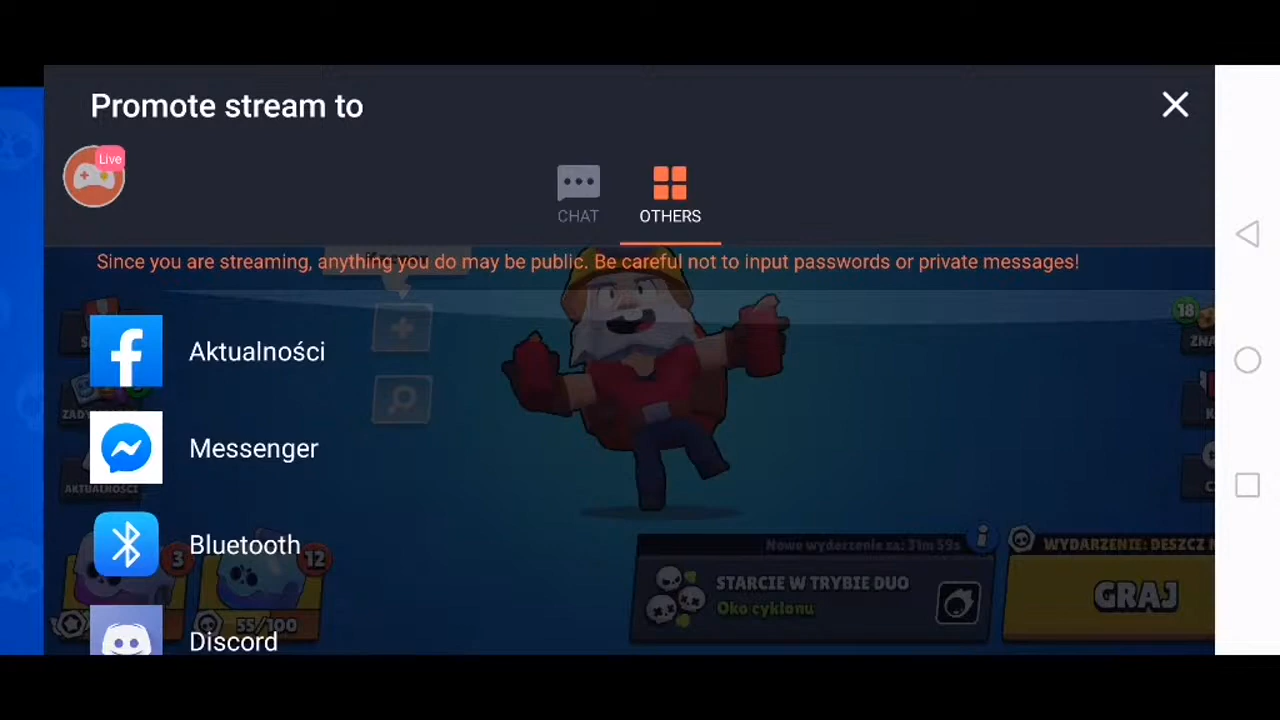 Promote stream to
Live
CHAT
OTHERS
Since you are streaming, anything you do may be public. Be careful not to input passwords or private messages!
18
Aktualności
Messenger
AKTUALNOŚCI
Bluetooth
3
12
55/100
Nowe wydarzenie za: 31m 59s
STARCIE W TRYBIE DUO
Oko cyklonu
WYDARZENIE: DESZCZ
GRAJ
Discord